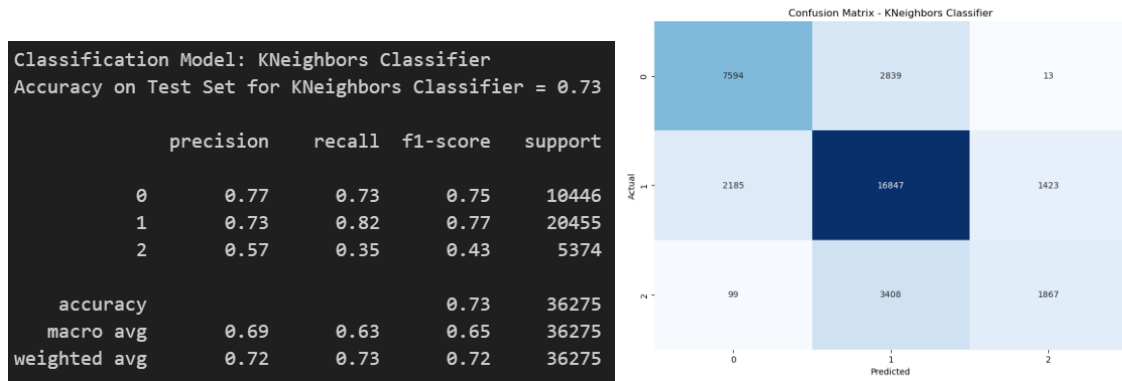 Classification Model: KNeighbors Classifier
Accuracy on Test Set for KNeighbors Classifier = 0.73
precision recall f1-score support
0 0.77 0.73 0.75 10446
1 0.73 0.82 0.77 20455
2 0.57 0.35 0.43 5374
accuracy 0.73 36275
macro avg 0.69 0.63 0.65 36275
weighted avg 0.72 0.73 0.72 36275
Confusion Matrix - KNeighbors Classifier
0 7594 2839 13
Actual
1 2185 16847 1423
2 99 3408 1867
0 1 2
Predicted